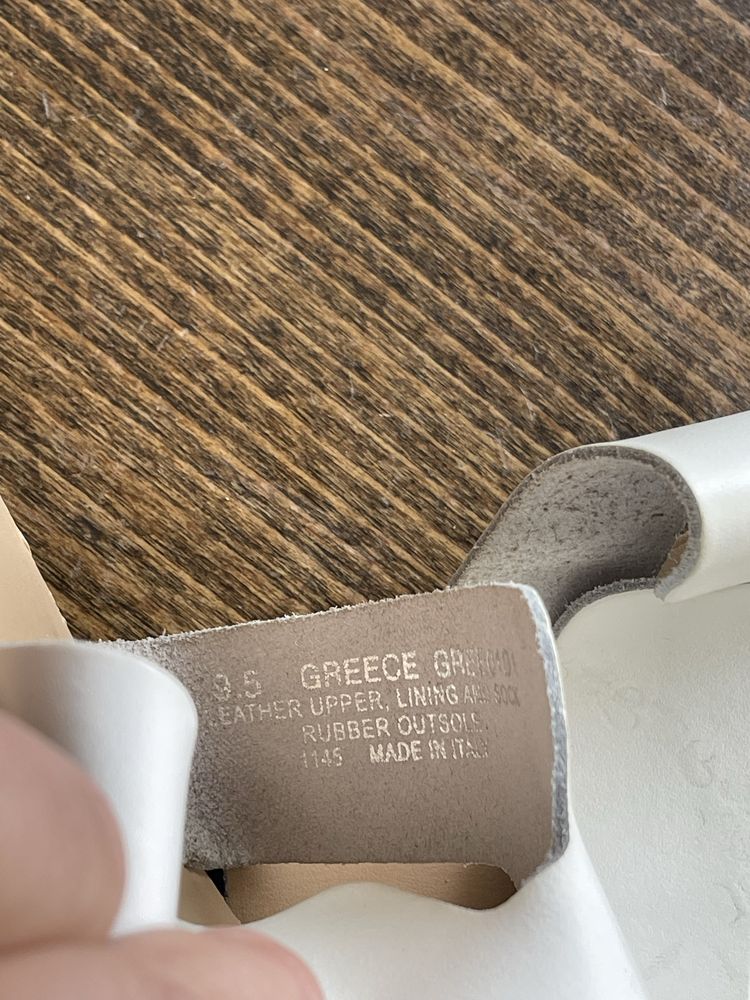 9.5 GREECE
LEATHER UPPER, LINING AND SOCK
RUBBER OUTSOLE.
1145 MADE IN ITALY